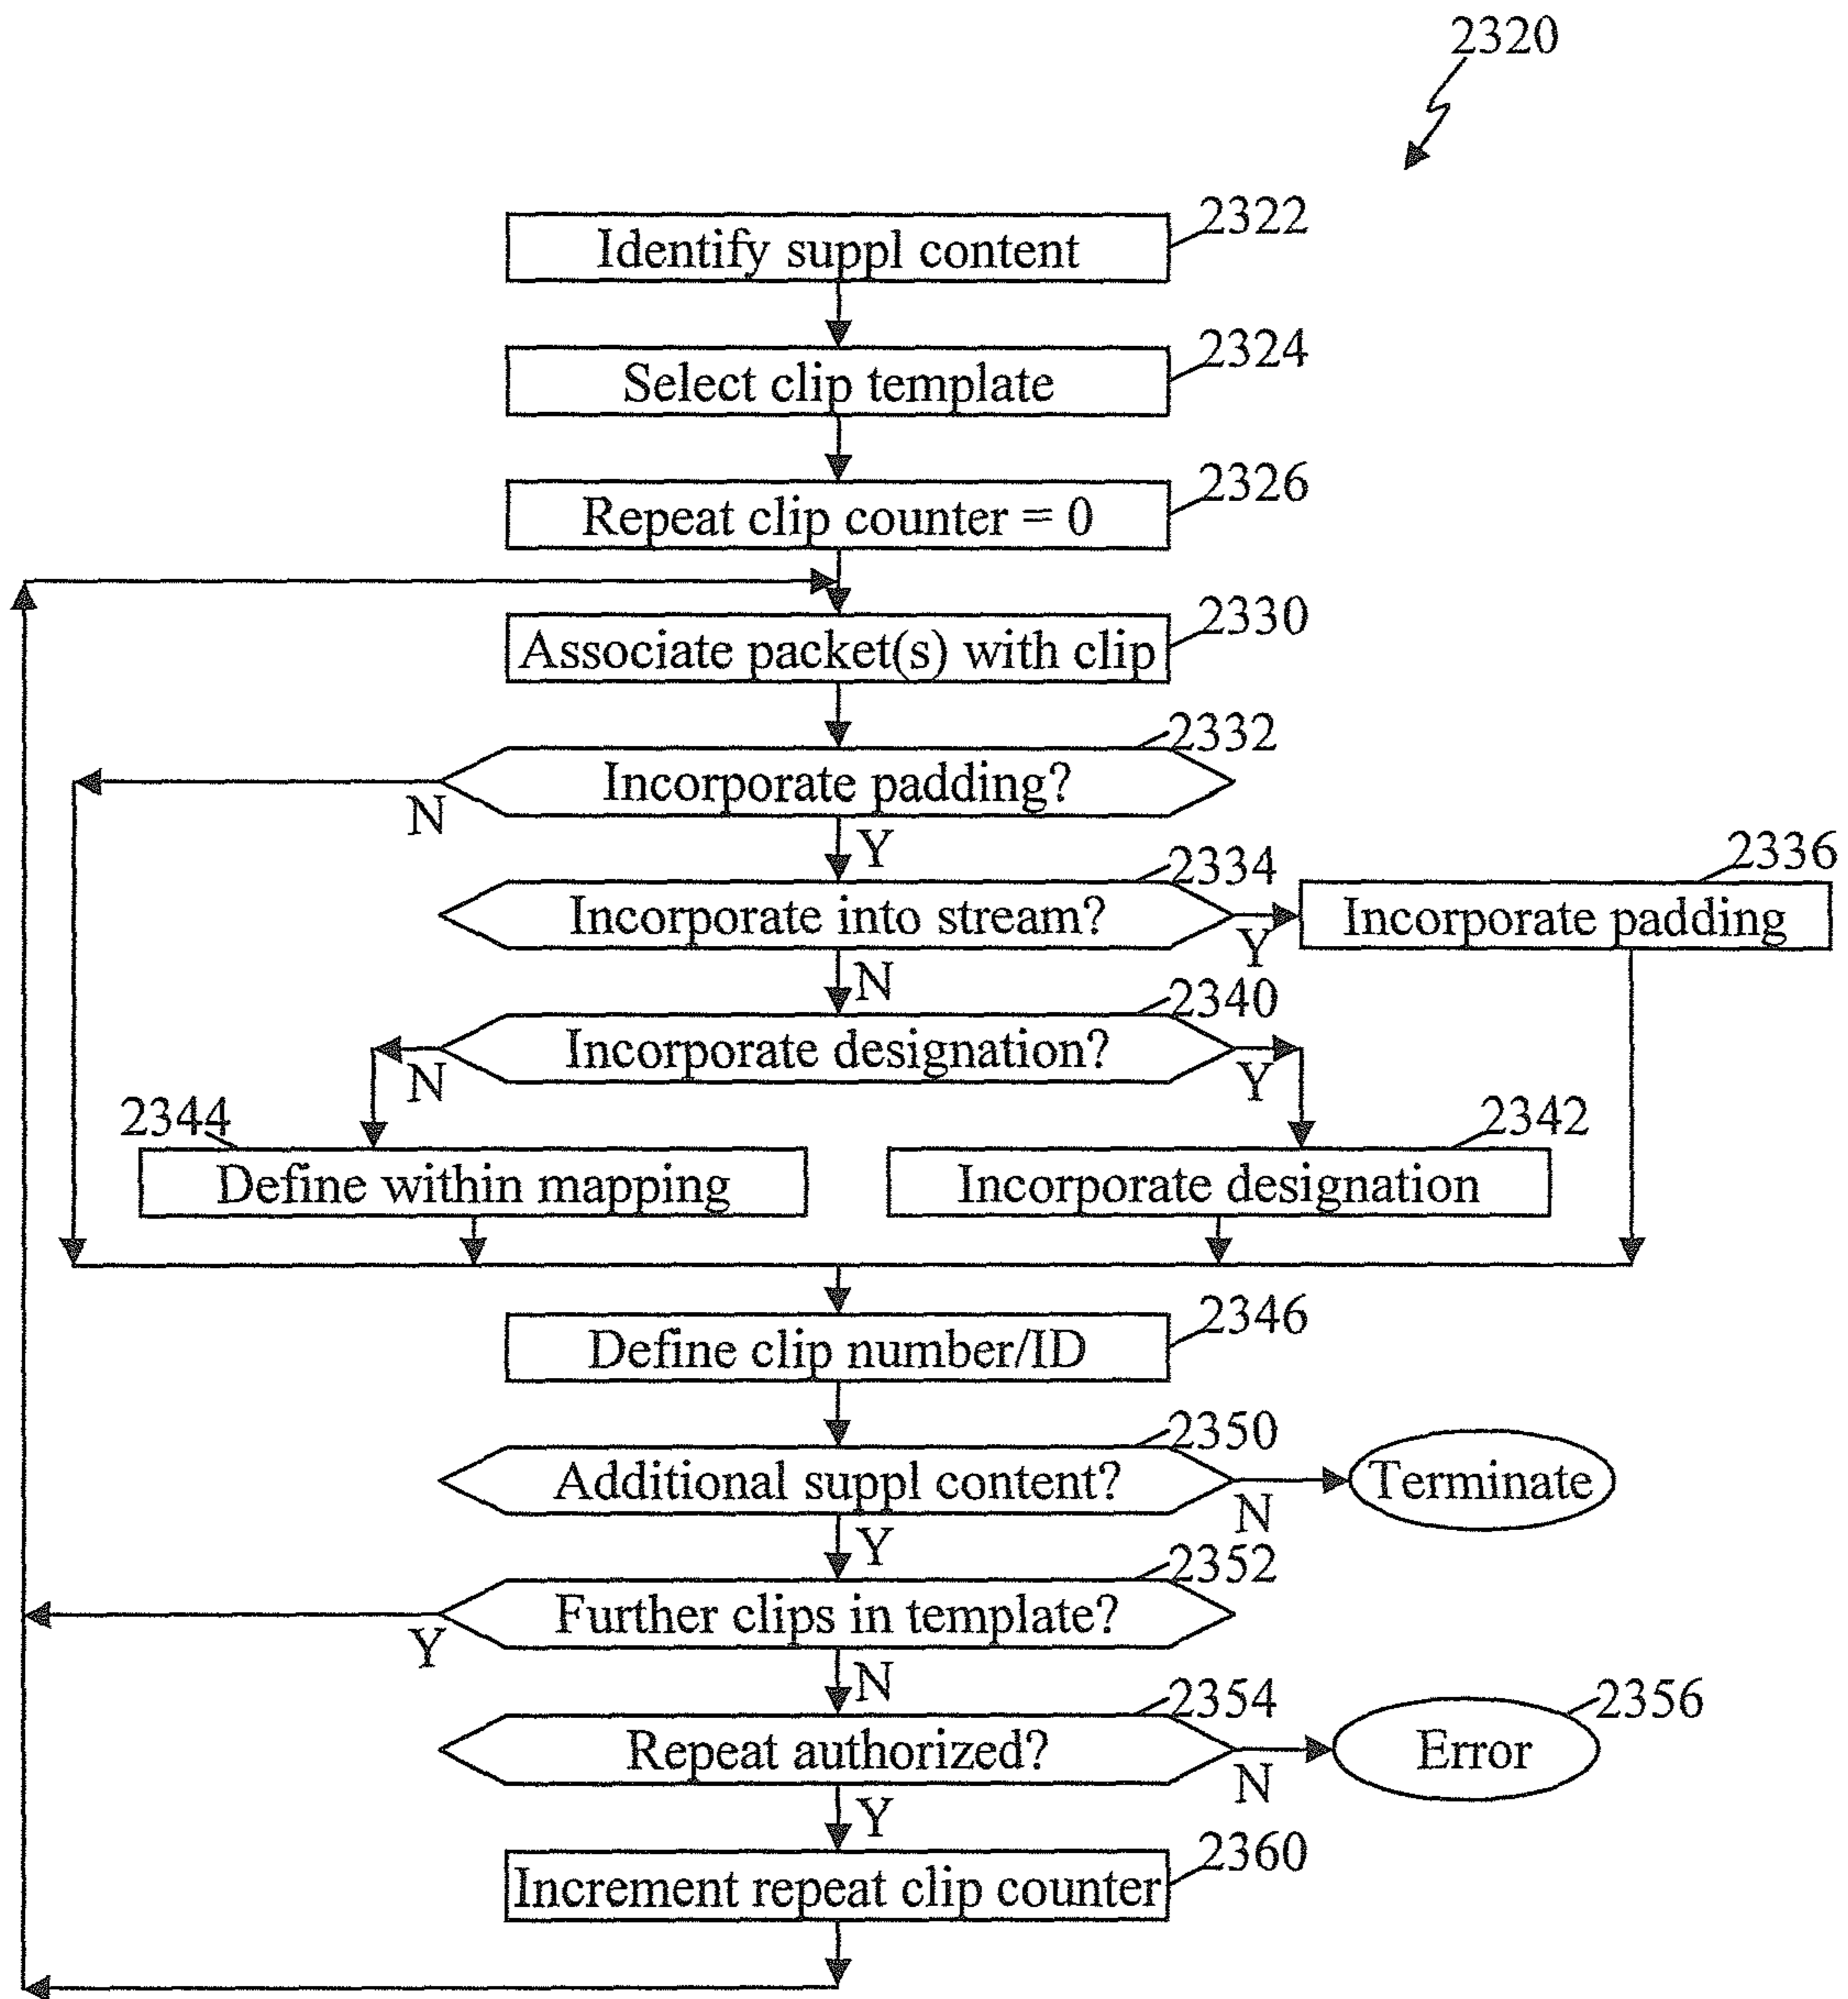 2320
2322
Identify suppl content
2324
Select clip template
2326
Repeat clip counter = 0
2330
Associate packet(s) with clip
2332
Incorporate padding?
N
Y
2334
2336
Incorporate into stream?
Y
Incorporate padding
N
2340
Incorporate designation?
N
Y
2344
2342
Define within mapping
Incorporate designation
2346
Define clip number/ID
2350
Additional suppl content?
N
Terminate
Y
2352
Further clips in template?
Y
N
2354
2356
Repeat authorized?
N
Error
Y
2360
Increment repeat clip counter